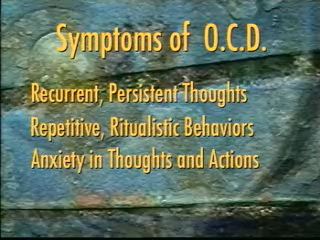 Symptoms of O.C.D.
Recurrent, Persistent Thoughts
Repetitive, Ritualistic Behaviors
Anxiety in Thoughts and Actions